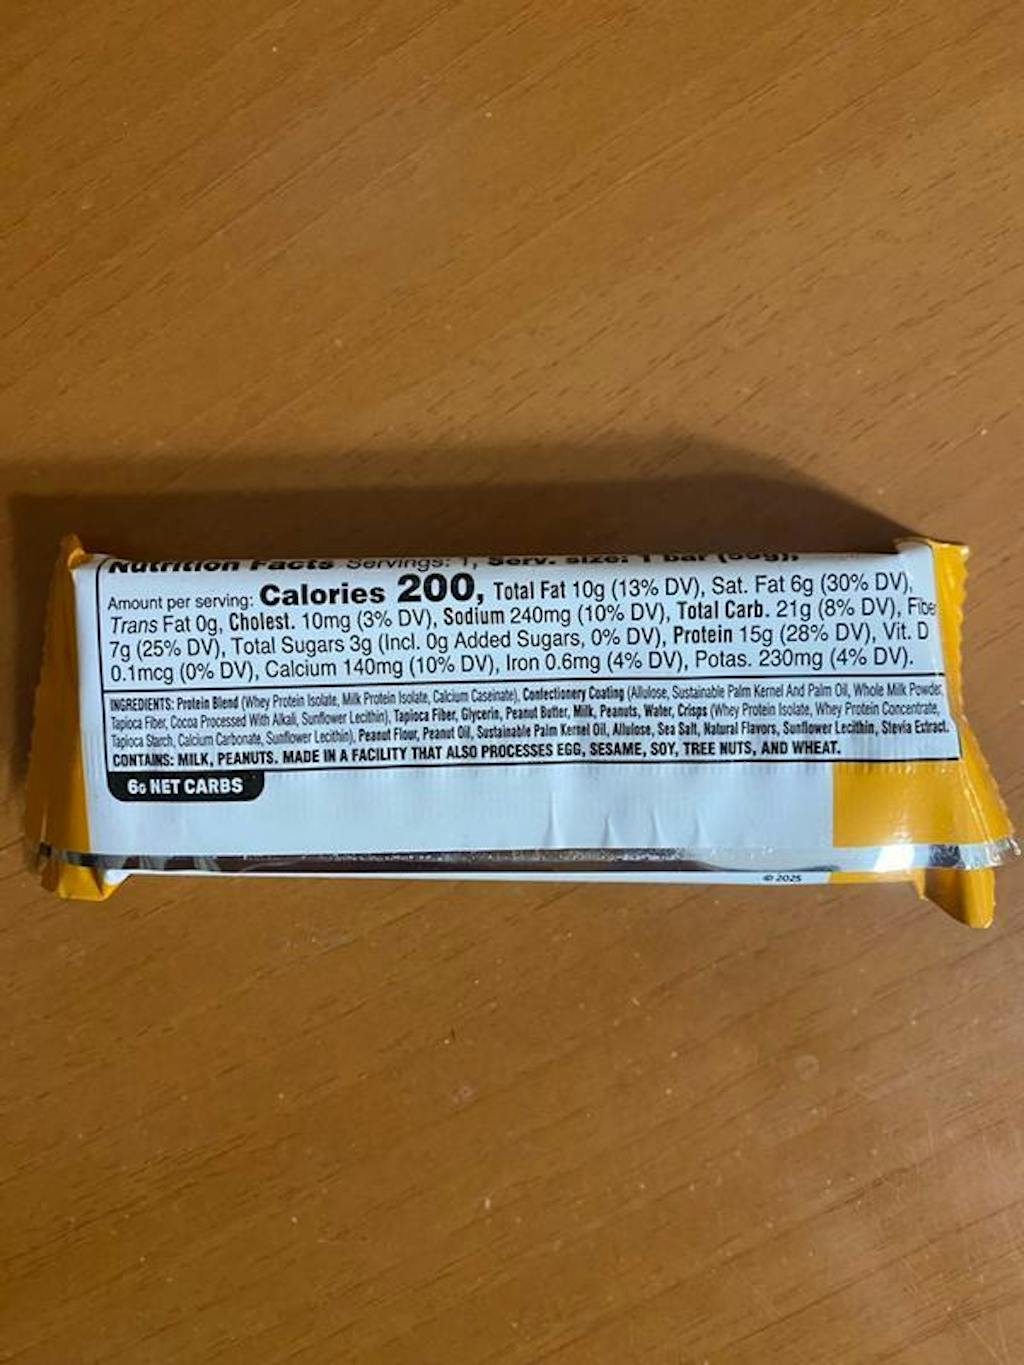 Nutrition Facts Servings: 1, Serv. size: 1 bar
Amount per serving: Calories 200, Total Fat 10g (13% DV), Sat. Fat 6g (30% DV),
Trans Fat 0g, Cholest. 10mg (3% DV), Sodium 240mg (10% DV), Total Carb. 21g (8% DV), Fiber
7g (25% DV), Total Sugars 3g (Incl. 0g Added Sugars, 0% DV), Protein 15g (28% DV), Vit. D
0.1mcg (0% DV), Calcium 140mg (10% DV), Iron 0.6mg (4% DV), Potas. 230mg (4% DV).
INGREDIENTS: Protein Blend (Whey Protein Isolate, Milk Protein Isolate, Calcium Caseinate), Confectionery Coating (Allulose, Sustainable Palm Kernel And Palm Oil, Whole Milk Powder,
Tapioca Fiber, Cocoa Processed With Alkali, Sunflower Lecithin), Tapioca Fiber, Glycerin, Peanut Butter, Milk, Peanuts, Water, Crisps (Whey Protein Isolate, Whey Protein Concentrate,
Tapioca Starch, Calcium Carbonate, Sunflower Lecithin), Peanut Flour, Peanut Oil, Sustainable Palm Kernel Oil, Allulose, Sea Salt, Natural Flavors, Sunflower Lecithin, Stevia Extract.
CONTAINS: MILK, PEANUTS. MADE IN A FACILITY THAT ALSO PROCESSES EGG, SESAME, SOY, TREE NUTS, AND WHEAT.
6G NET CARBS
© 2025